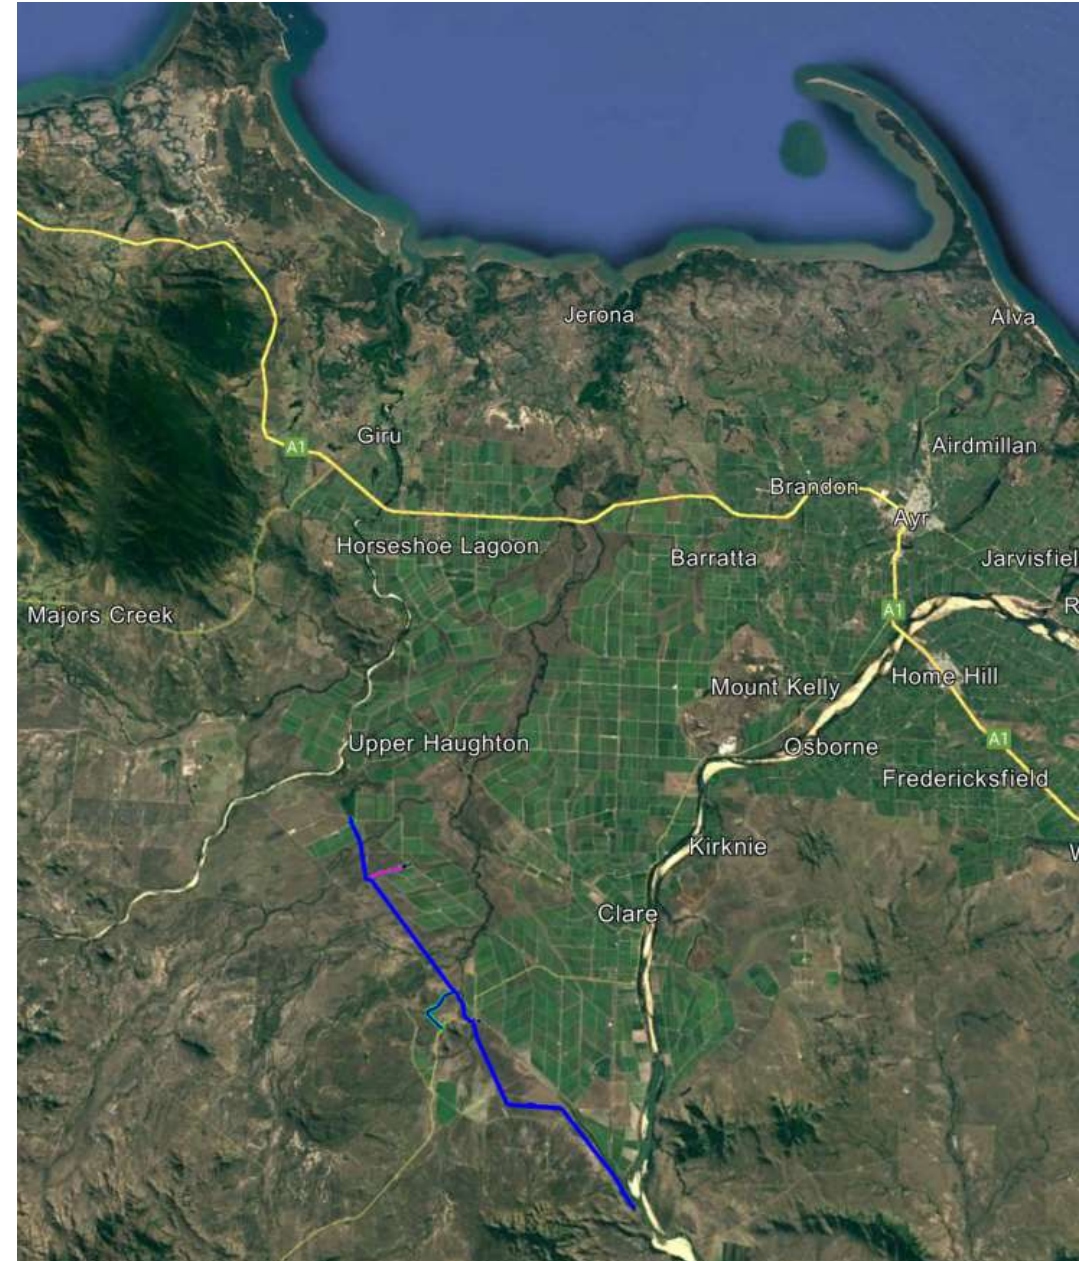 Jerona
Alva
Giru
A1
Airdmillan
Brandon
Ayr
Horseshoe Lagoon
Barratta
Jarvisfiel
Majors Creek
A1
R
Mount Kelly
Home Hill
Upper Haughton
Osborne
A1
Fredericksfield
Kirknie
W
Clare